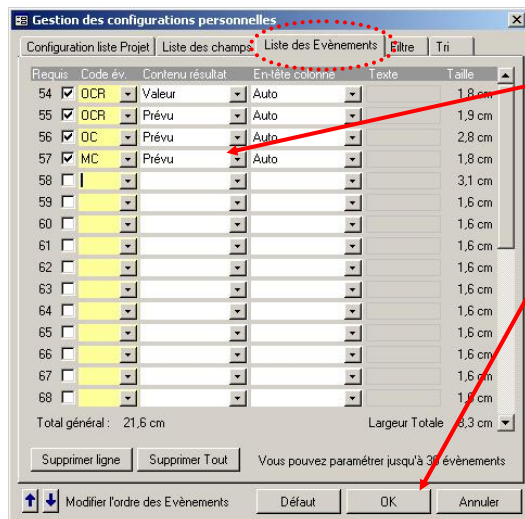 Gestion des configurations personnelles
Configuration liste Projet Liste des champs Liste des Evènements Filtre Tri
Requis Code év. Contenu résultat En-tête colonne Texte Taille
54 OCR Valeur Auto 1,8 cm
55 OCR Prévu Auto 1,9 cm
56 OC Prévu Auto 2,8 cm
57 MC Prévu Auto 1,8 cm
58 3,1 cm
59 1,6 cm
60 1,6 cm
61 1,6 cm
62 1,6 cm
63 1,6 cm
64 1,6 cm
65 1,6 cm
66 1,6 cm
67 1,6 cm
68 1,6 cm
Total général : 21,6 cm Largeur Totale 8,3 cm
Supprimer ligne Supprimer Tout Vous pouvez paramétrer jusqu'à 30 évènements
Modifier l'ordre des Evènements Défaut OK Annuler